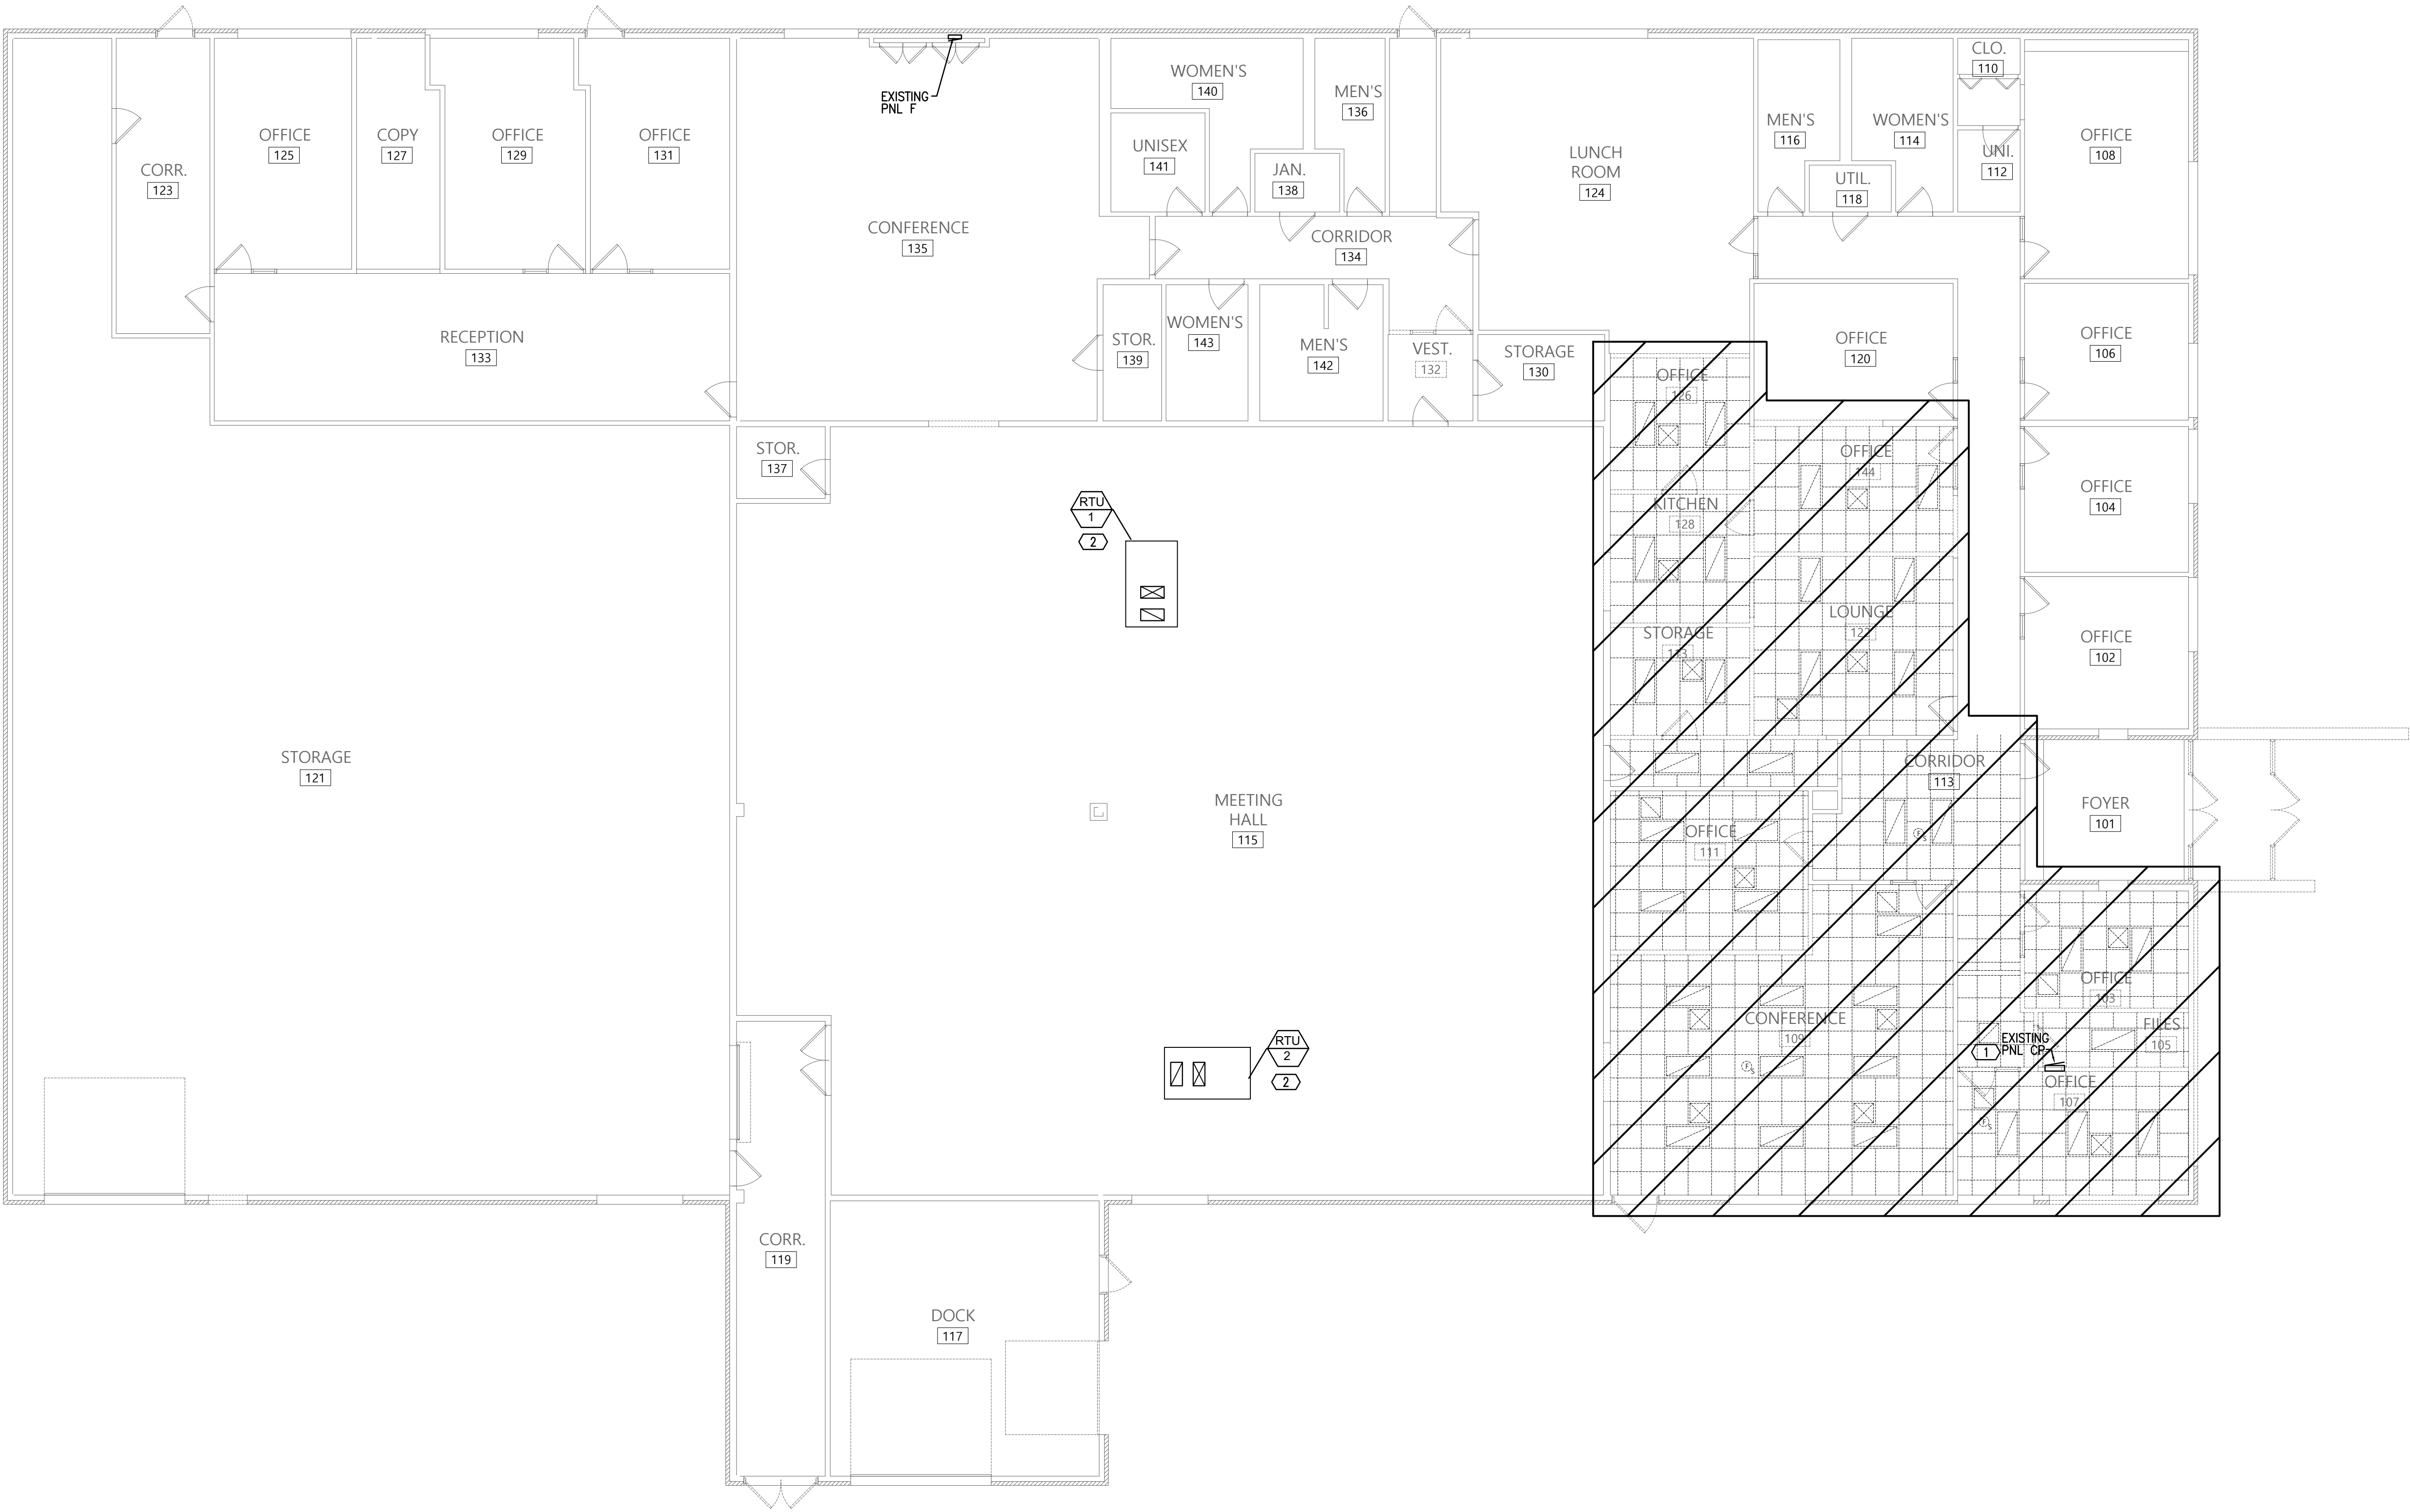 EXISTING
PNL F
WOMEN'S
140
MEN'S
136
CLO.
110
OFFICE
125
COPY
127
OFFICE
129
OFFICE
131
UNISEX
141
JAN.
138
LUNCH
ROOM
124
MEN'S
116
WOMEN'S
114
UNI.
112
OFFICE
108
CORR.
123
UTIL.
118
CONFERENCE
135
CORRIDOR
134
RECEPTION
133
STOR.
139
WOMEN'S
143
MEN'S
142
VEST.
132
STORAGE
130
OFFICE
120
OFFICE
106
OFFICE
126
STOR.
137
OFFICE
144
OFFICE
104
RTU
1
2
KITCHEN
128
STORAGE
LOUNGE
122
OFFICE
102
STORAGE
121
MEETING
HALL
115
CORRIDOR
113
FOYER
101
OFFICE
111
F
S
OFFICE
103
CONFERENCE
109
FILES
105
EXISTING
PNL CP
1
RTU
2
2
F
S
OFFICE
107
F
S
CORR.
119
DOCK
117